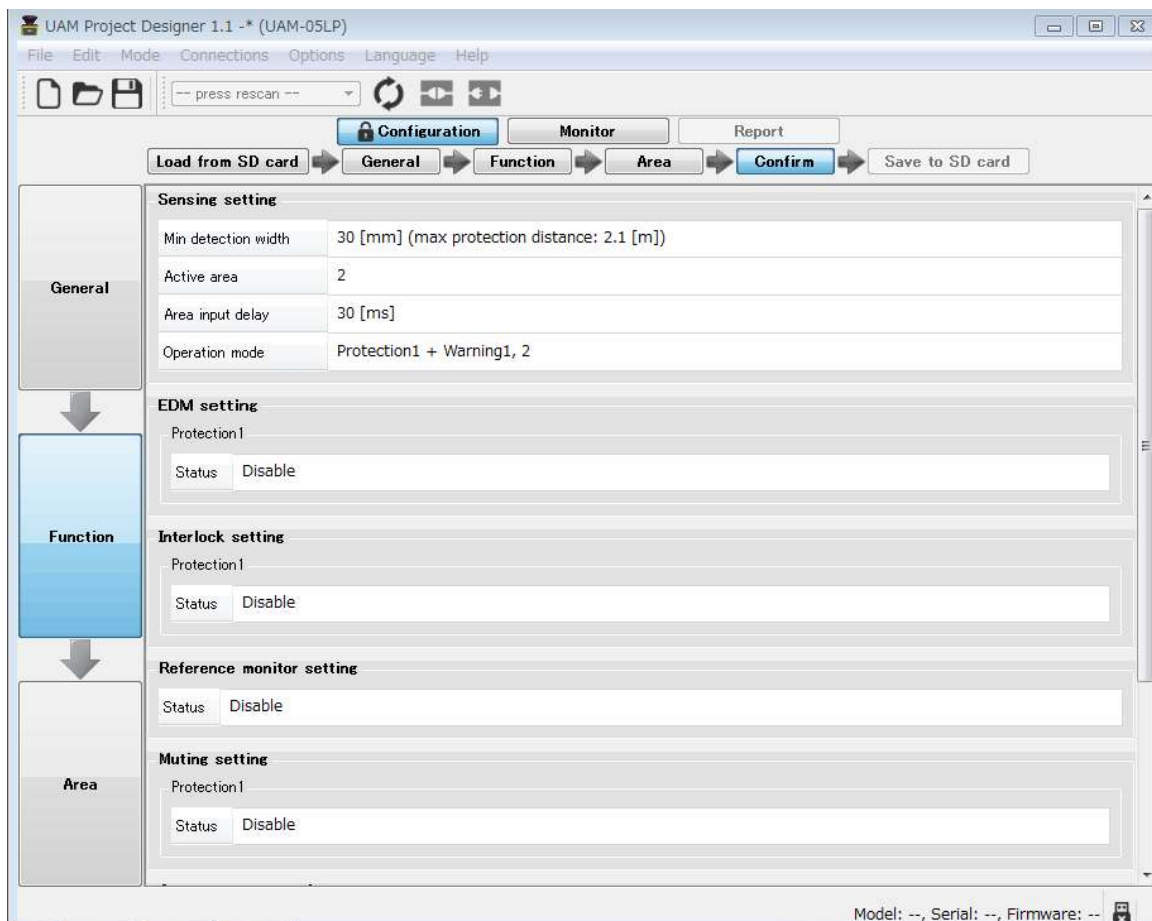 UAM Project Designer 1.1 -* (UAM-05LP)
File Edit Mode Connections Options Language Help
-- press rescan --
Configuration Monitor Report
Load from SD card General Function Area Confirm Save to SD card
General
Function
Area
Sensing setting
Min detection width 30 [mm] (max protection distance: 2.1 [m])
Active area 2
Area input delay 30 [ms]
Operation mode Protection1 + Warning1, 2
EDM setting
Protection1
Status Disable
Interlock setting
Protection1
Status Disable
Reference monitor setting
Status Disable
Muting setting
Protection1
Status Disable
Model: --, Serial: --, Firmware: --